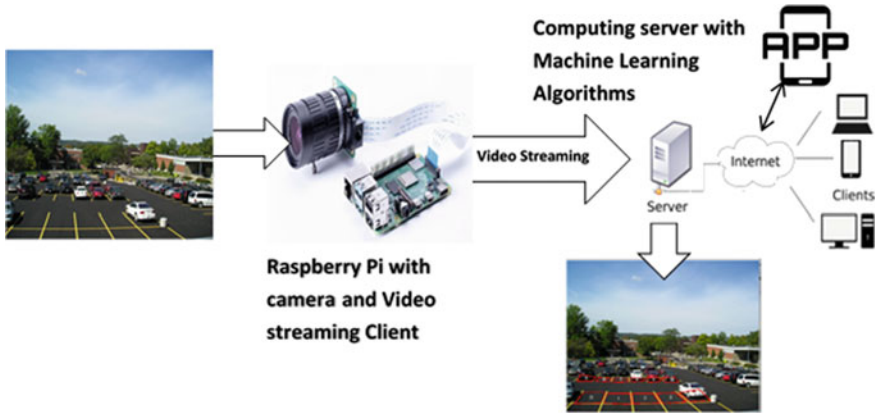 Computing server with
Machine Learning
Algorithms
APP
Video Streaming
Internet
Server
Clients
Raspberry Pi with
camera and Video
streaming Client